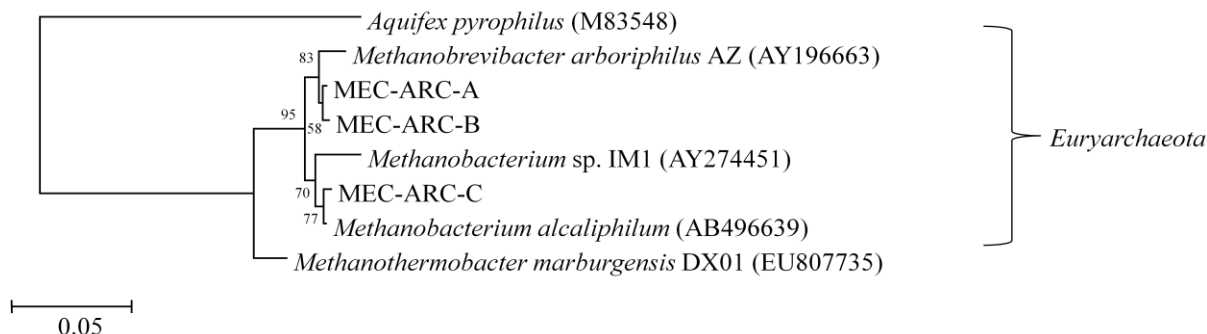 Aquifex pyrophilus (M83548)
Methanobrevibacter arboriphilus AZ (AY196663)
83
MEC-ARC-A
95
58
MEC-ARC-B
Euryarchaeota
Methanobacterium sp. IM1 (AY274451)
70
MEC-ARC-C
77
Methanobacterium alcaliphilum (AB496639)
Methanothermobacter marburgensis DX01 (EU807735)
0.05